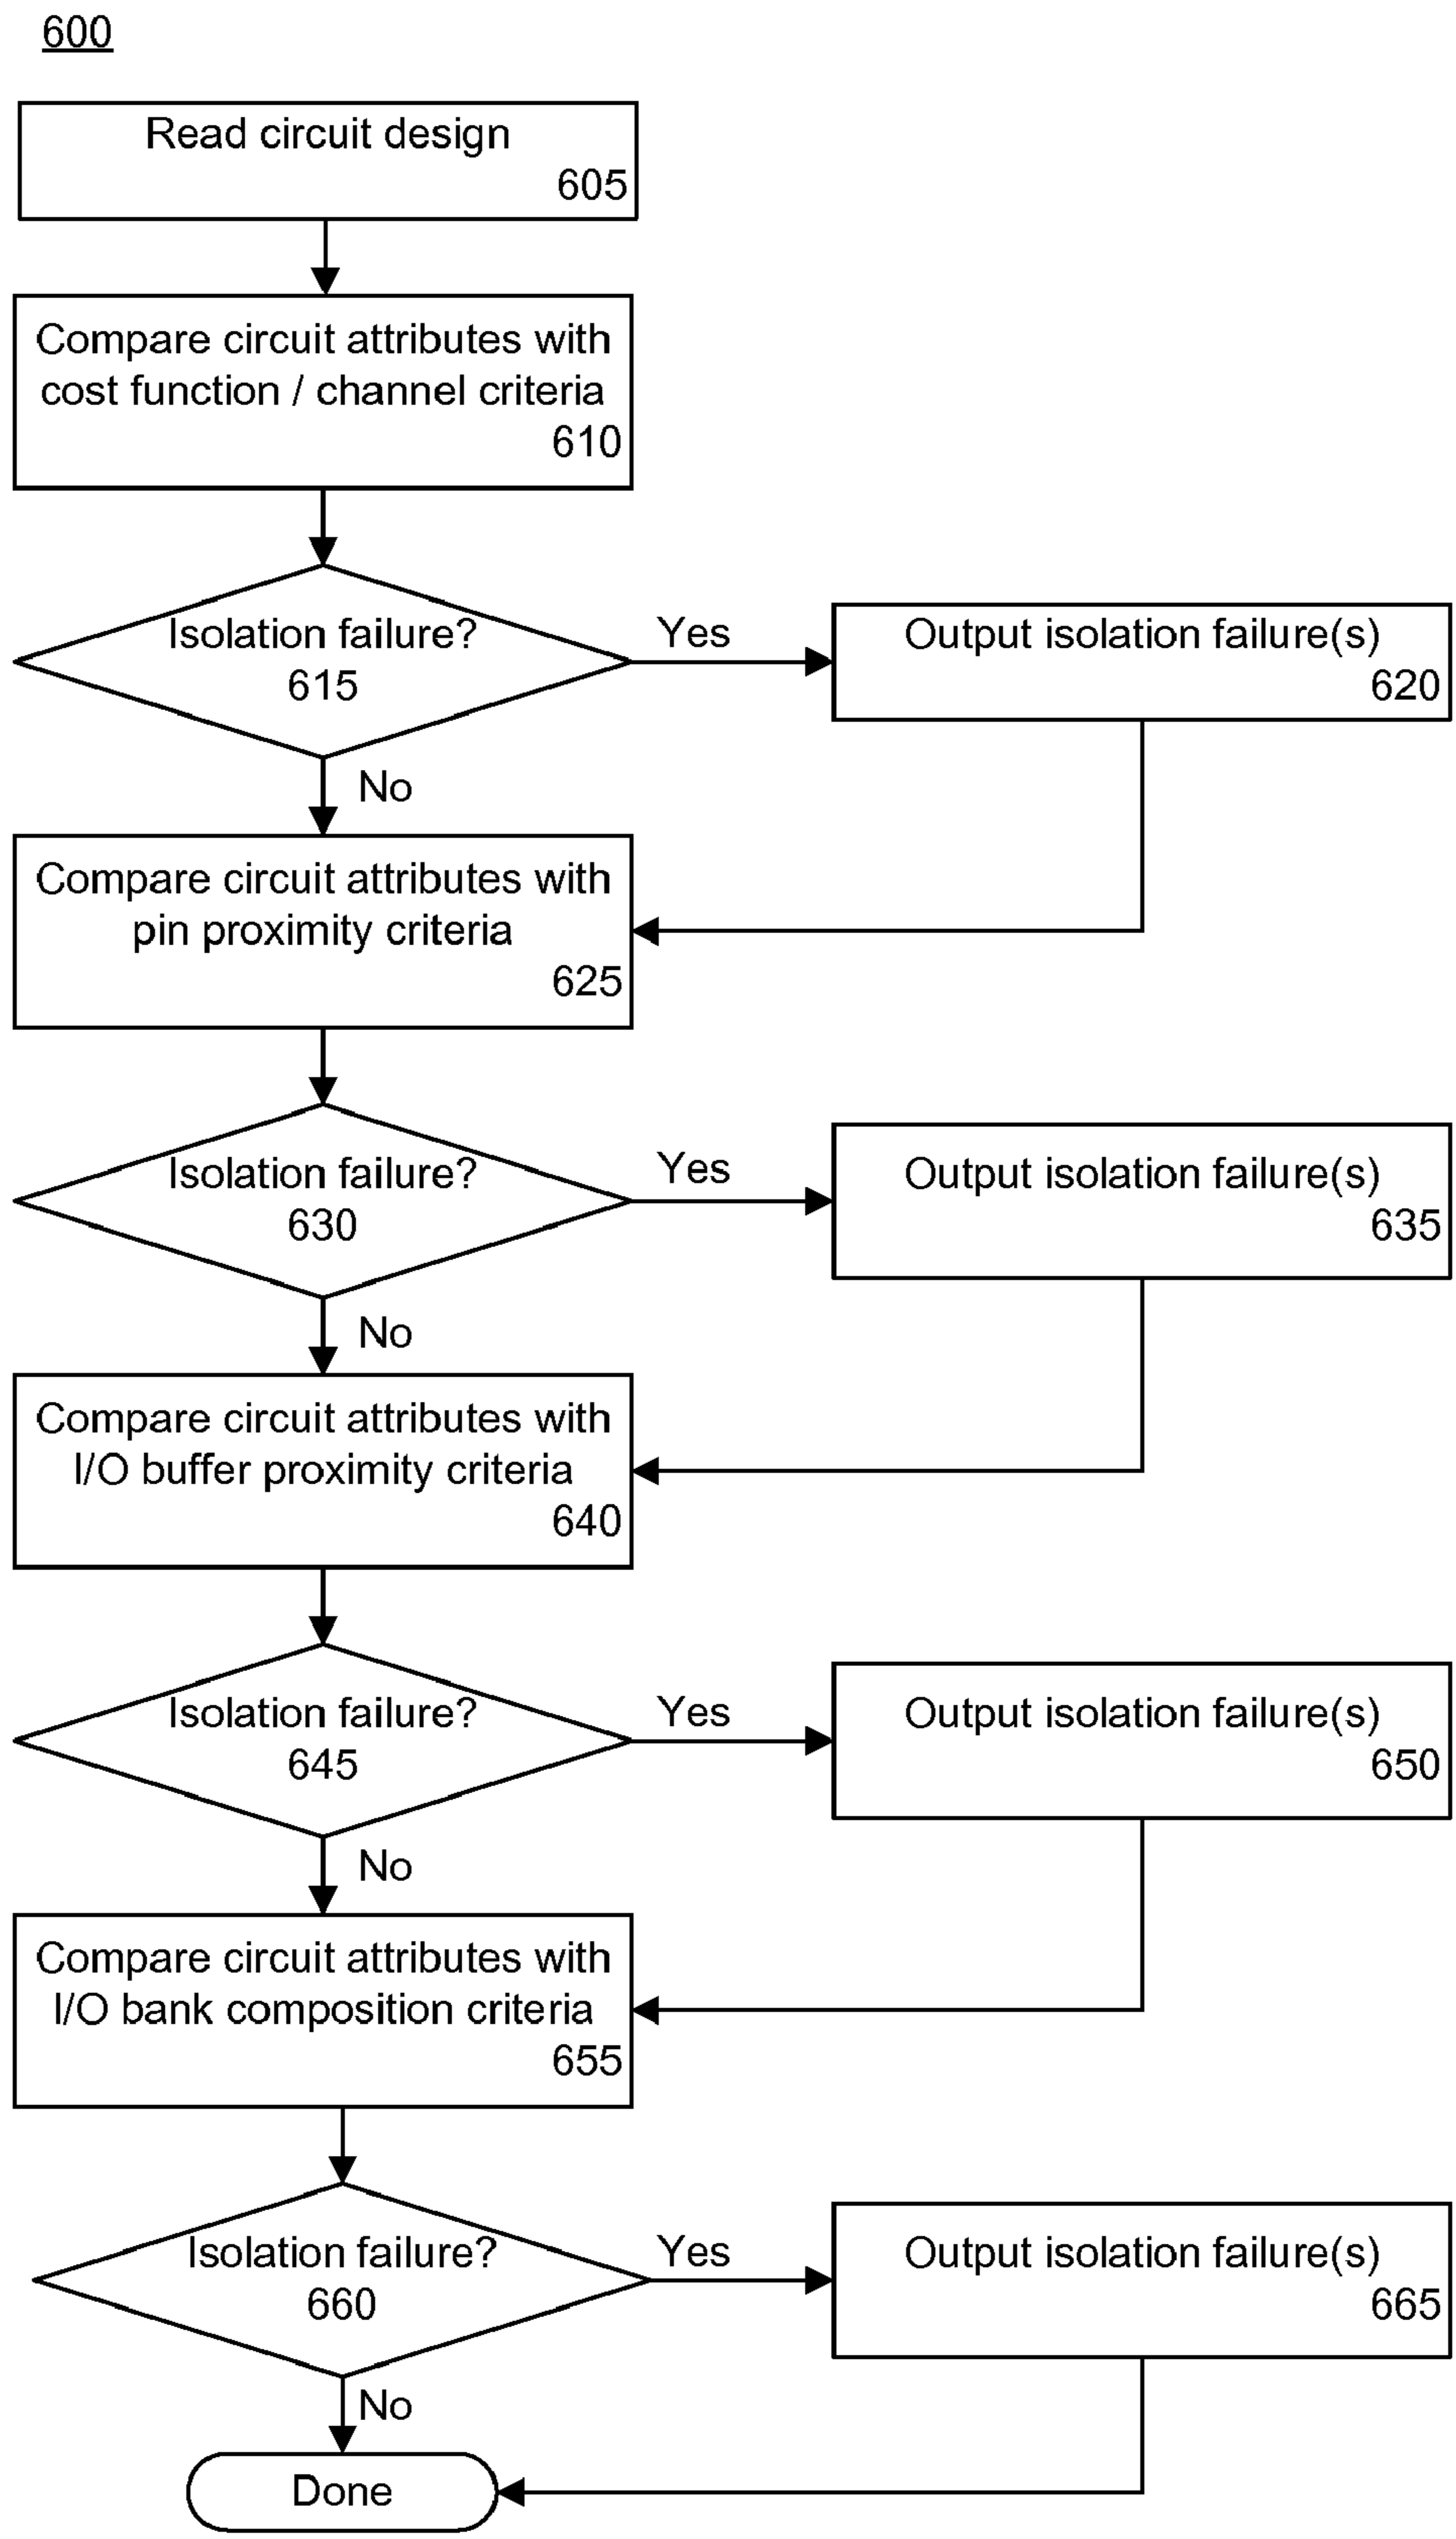 600
Read circuit design
605
Compare circuit attributes with
cost function / channel criteria
610
Isolation failure?
615
Yes
Output isolation failure(s)
620
No
Compare circuit attributes with
pin proximity criteria
625
Isolation failure?
630
Yes
Output isolation failure(s)
635
No
Compare circuit attributes with
I/O buffer proximity criteria
640
Isolation failure?
645
Yes
Output isolation failure(s)
650
No
Compare circuit attributes with
I/O bank composition criteria
655
Isolation failure?
660
Yes
Output isolation failure(s)
665
No
Done